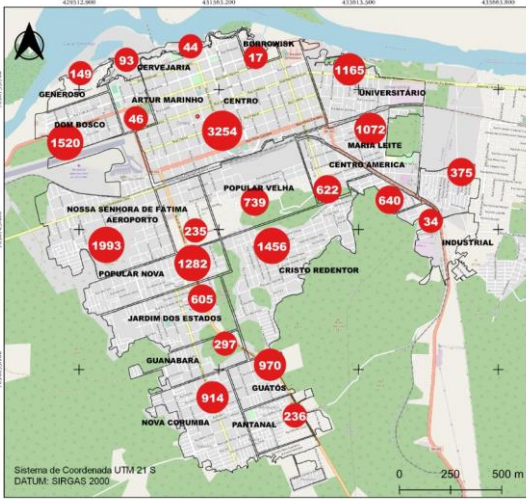 44
BORROWISK
93
17
CERVEJARIA
149
1165
GENEROSO
ARTUR MARINHO
CENTRO
UNIVERSITÁRIO
46
DOM BOSCO
3254
1072
1520
MARIA LEITE
CENTRO AMERICA
375
POPULAR VELHA
622
739
640
NOSSA SENHORA DE FÁTIMA
AEROPORTO
34
235
1993
1456
INDUSTRIAL
1282
POPULAR NOVA
CRISTO REDENTOR
605
JARDIM DOS ESTADOS
297
GUANABARA
970
GUATÓS
914
236
NOVA CORUMBÁ
PANTANAL
Sistema de Coordenada UTM 21 S
DATUM: SIRGAS 2000
0 250 500 m